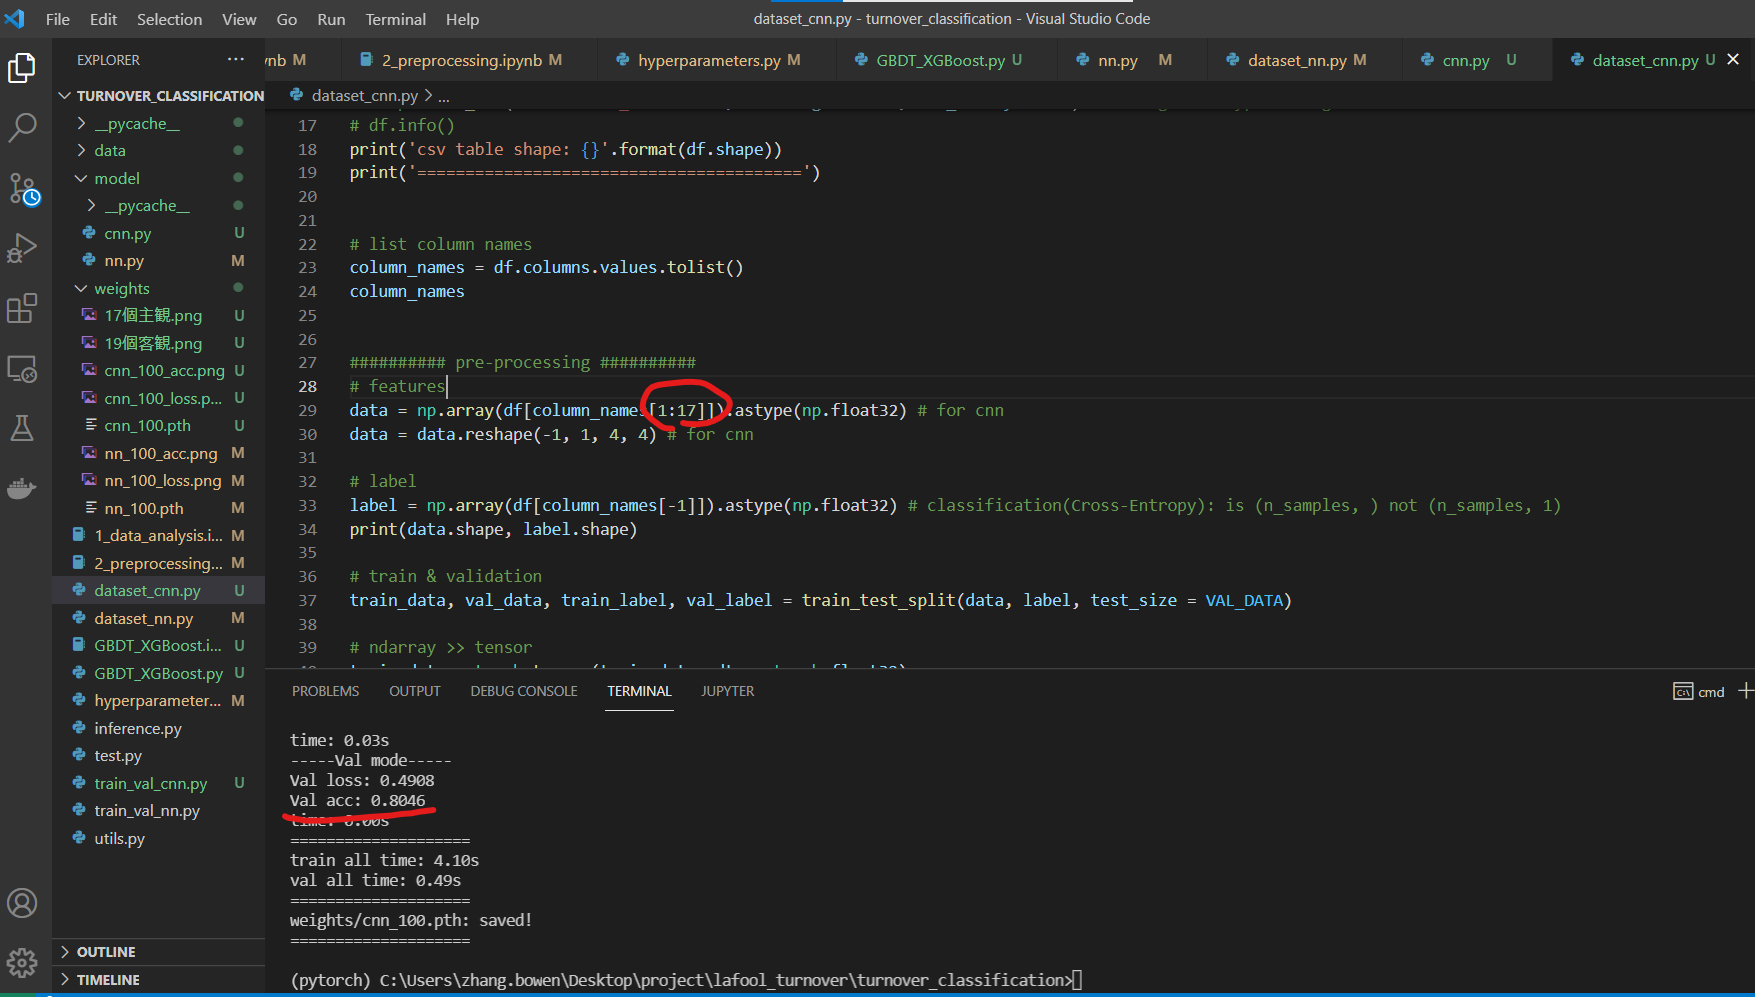 File Edit Selection View Go Run Terminal Help
dataset_cnn.py - turnover_classification - Visual Studio Code
EXPLORER ...
ynb M
2_preprocessing.ipynb M
hyperparameters.py M
GBDT_XGBoost.py U
nn.py M
dataset_nn.py M
cnn.py U
dataset_cnn.py U
TURNOVER_CLASSIFICATION
__pycache__
data
model
__pycache__
cnn.py U
nn.py M
weights
17個主観.png U
19個客観.png U
cnn_100_acc.png U
cnn_100_loss.p... U
cnn_100.pth U
nn_100_acc.png M
nn_100_loss.png M
nn_100.pth M
1_data_analysis.i... M
2_preprocessing... M
dataset_cnn.py U
dataset_nn.py M
GBDT_XGBoost.i... U
GBDT_XGBoost.py U
hyperparameter... M
inference.py
test.py
train_val_cnn.py U
train_val_nn.py
utils.py
OUTLINE
TIMELINE
dataset_cnn.py > ...
17 # df.info()
18 print('csv table shape: {}'.format(df.shape))
19 print('========================================')
20
21
22 # list column names
23 column_names = df.columns.values.tolist()
24 column_names
25
26
27 ########## pre-processing ##########
28 # features
29 data = np.array(df[column_names[1:17]]).astype(np.float32) # for cnn
30 data = data.reshape(-1, 1, 4, 4) # for cnn
31
32 # label
33 label = np.array(df[column_names[-1]]).astype(np.float32) # classification(Cross-Entropy): is (n_samples, ) not (n_samples, 1)
34 print(data.shape, label.shape)
35
36 # train & validation
37 train_data, val_data, train_label, val_label = train_test_split(data, label, test_size = VAL_DATA)
38
39 # ndarray >> tensor
PROBLEMS OUTPUT DEBUG CONSOLE TERMINAL JUPYTER
cmd
time: 0.03s
-----Val mode-----
Val loss: 0.4908
Val acc: 0.8046
time: 0.00s
====================
train all time: 4.10s
val all time: 0.49s
====================
weights/cnn_100.pth: saved!
====================
(pytorch) C:\Users\zhang.bowen\Desktop\project\lafool_turnover\turnover_classification>